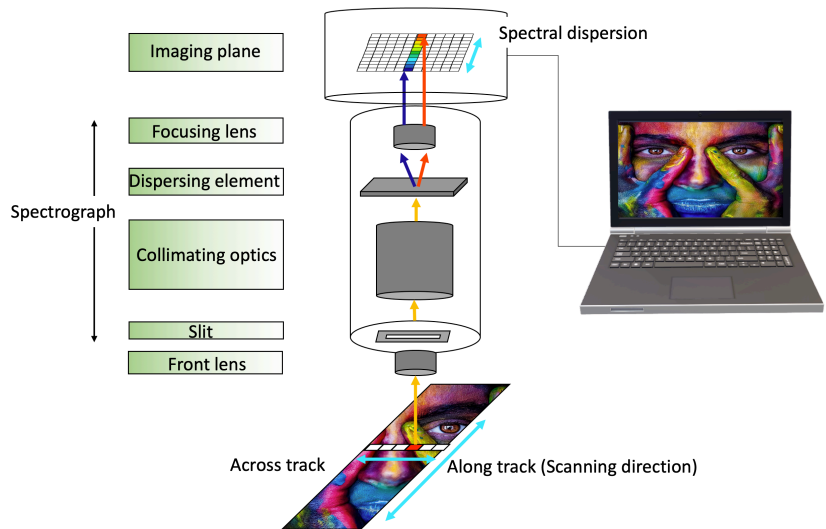 Imaging plane
Spectral dispersion
Focusing lens
Dispersing element
Spectrograph
Collimating optics
Slit
Front lens
Across track
Along track (Scanning direction)